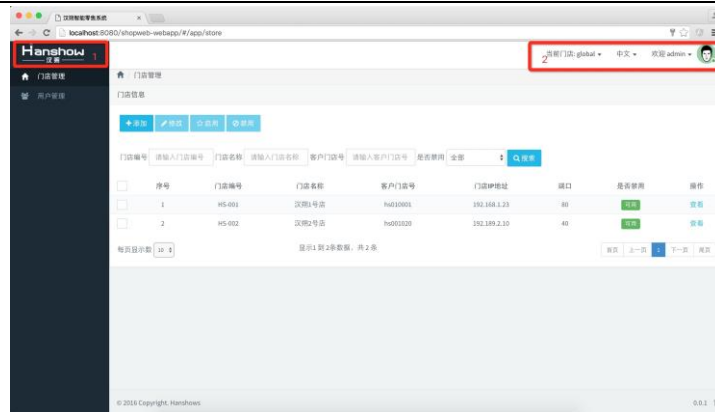 汉朔智能零售系统
localhost:8080/shopweb-webapp/#/app/store
Hanshow
汉朔
1
2
当前门店: global 中文 欢迎 admin
门店管理
用户管理
门店管理
门店信息
+添加 修改 启用 禁用
门店编号 请输入门店编号 门店名称 请输入门店名称 客户门店号 请输入客户门店号 是否禁用 全部 搜索
序号 门店编号 门店名称 客户门店号 门店IP地址 端口 是否禁用 操作
1 HS-001 汉朔1号店 hs010001 192.168.1.23 80 可用 查看
2 HS-002 汉朔2号店 hs001020 192.189.2.10 40 可用 查看
每页显示数 10 显示1到2条数据，共2条 首页 上一页 1 下一页 尾页
© 2016 Copyright. Hanshows 0.0.1